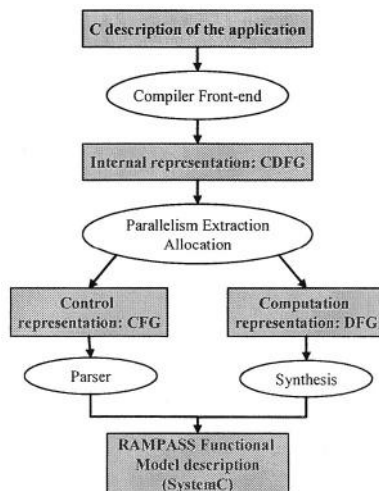 C description of the application
Compiler Front-end
Internal representation: CDFG
Parallelism Extraction
Allocation
Control
representation: CFG
Computation
representation: DFG
Parser
Synthesis
RAMPASS Functional
Model description
(SystemC)